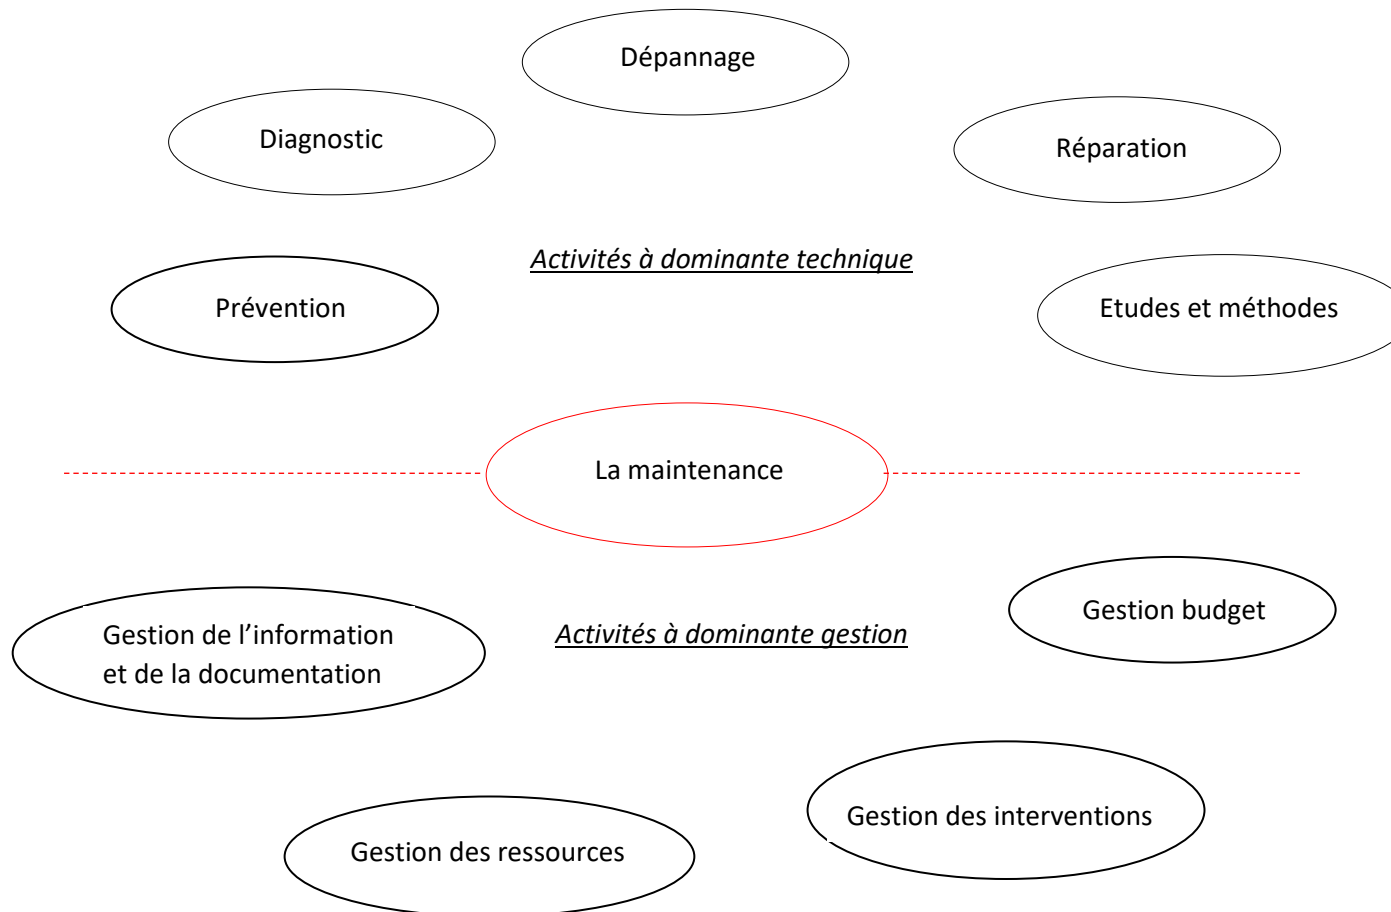 Dépannage
Diagnostic
Réparation
Activités à dominante technique
Prévention
Etudes et méthodes
La maintenance
Gestion budget
Gestion de l’information
et de la documentation
Activités à dominante gestion
Gestion des interventions
Gestion des ressources